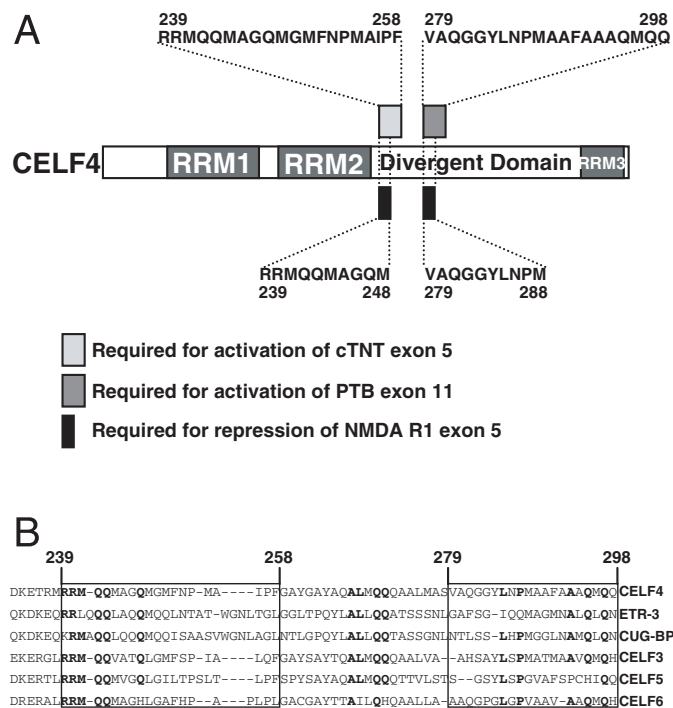 A
239 258 279 298
RRMQQMAGQMGMFNPMAIPF VAQGGYLNPMAAFAAAQMQQ
CELF4 RRM1 RRM2 Divergent Domain RRM3
RRMQQMAGQM VAQGGYLNPM
239 248 279 288
Required for activation of cTNT exon 5
Required for activation of PTB exon 11
Required for repression of NMDA R1 exon 5
B
239 258 279 298
DKETRMRRM-QQMAGQMGMFNP-MA----IPFGAYGAYAQALMQQQAALMASVAQGGYLNPMAAFAAAQMQQ CELF4
QKDKEQRRLQQQLAQQMQQLNTAT-WGNLTGLGGLTPQYLALLQQATSSSNLGAFSG-IQQMAGMNALQLQN ETR-3
QKDKEQKRMAQQLQQQMQQISAASVWGNLAGLNTLGPQYLALLQQTASSGNLNTLSS-LHPMGGLNAMQLQN CUG-BP
EKERGLRRM-QQVATQLGMFSP-IA----LQFGAYSAYTQALMQQQAALVA--AHSAYLSPMATMAAVQMQH CELF3
DKERTLRRM-QQMVGQLGILTPSLT----LPFSPYSAYAQALMQQQTTVLSTS--GSYLSPGVAFSPCHIQQ CELF5
DRERALRRM-QQMAGHLGAFHP--A----PLPLGACGAYTTAILQHQAALLA--AAQGPGLGPVAAV-AAQMQH CELF6